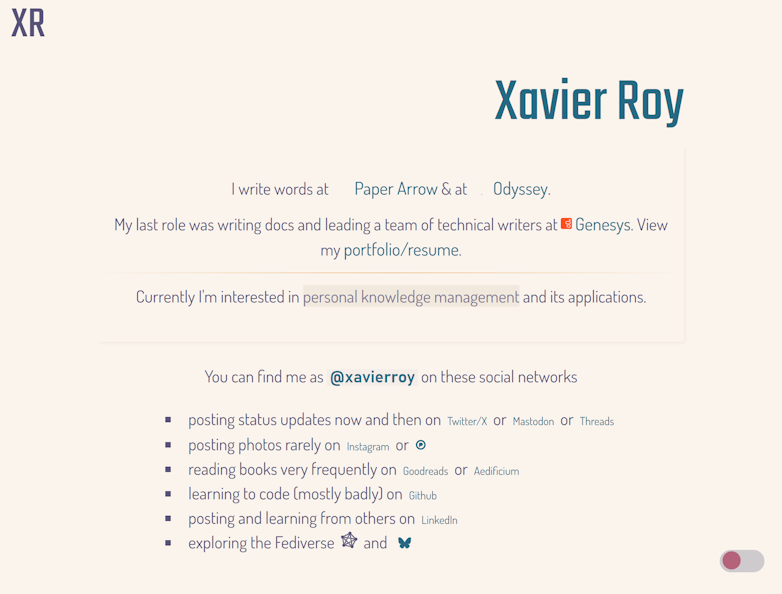 XR
Xavier Roy
I write words at Paper Arrow & at Odyssey.
My last role was writing docs and leading a team of technical writers at Genesys. View
my portfolio/resume.
Currently I'm interested in personal knowledge management and its applications.
You can find me as @xavierroy on these social networks
posting status updates now and then on Twitter/X or Mastodon or Threads
posting photos rarely on Instagram or
reading books very frequently on Goodreads or Aedificium
learning to code (mostly badly) on Github
posting and learning from others on LinkedIn
exploring the Fediverse and